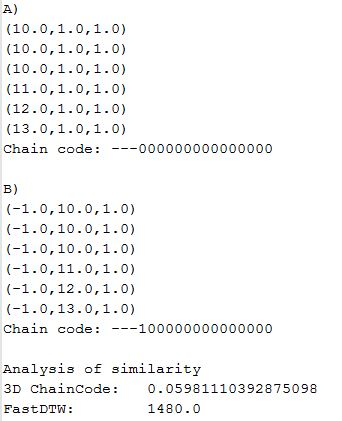 A)
(10.0,1.0,1.0)
(10.0,1.0,1.0)
(10.0,1.0,1.0)
(11.0,1.0,1.0)
(12.0,1.0,1.0)
(13.0,1.0,1.0)
Chain code: ---000000000000000
B)
(-1.0,10.0,1.0)
(-1.0,10.0,1.0)
(-1.0,10.0,1.0)
(-1.0,11.0,1.0)
(-1.0,12.0,1.0)
(-1.0,13.0,1.0)
Chain code: ---100000000000000
Analysis of similarity
3D ChainCode: 0.05981110392875098
FastDTW: 1480.0